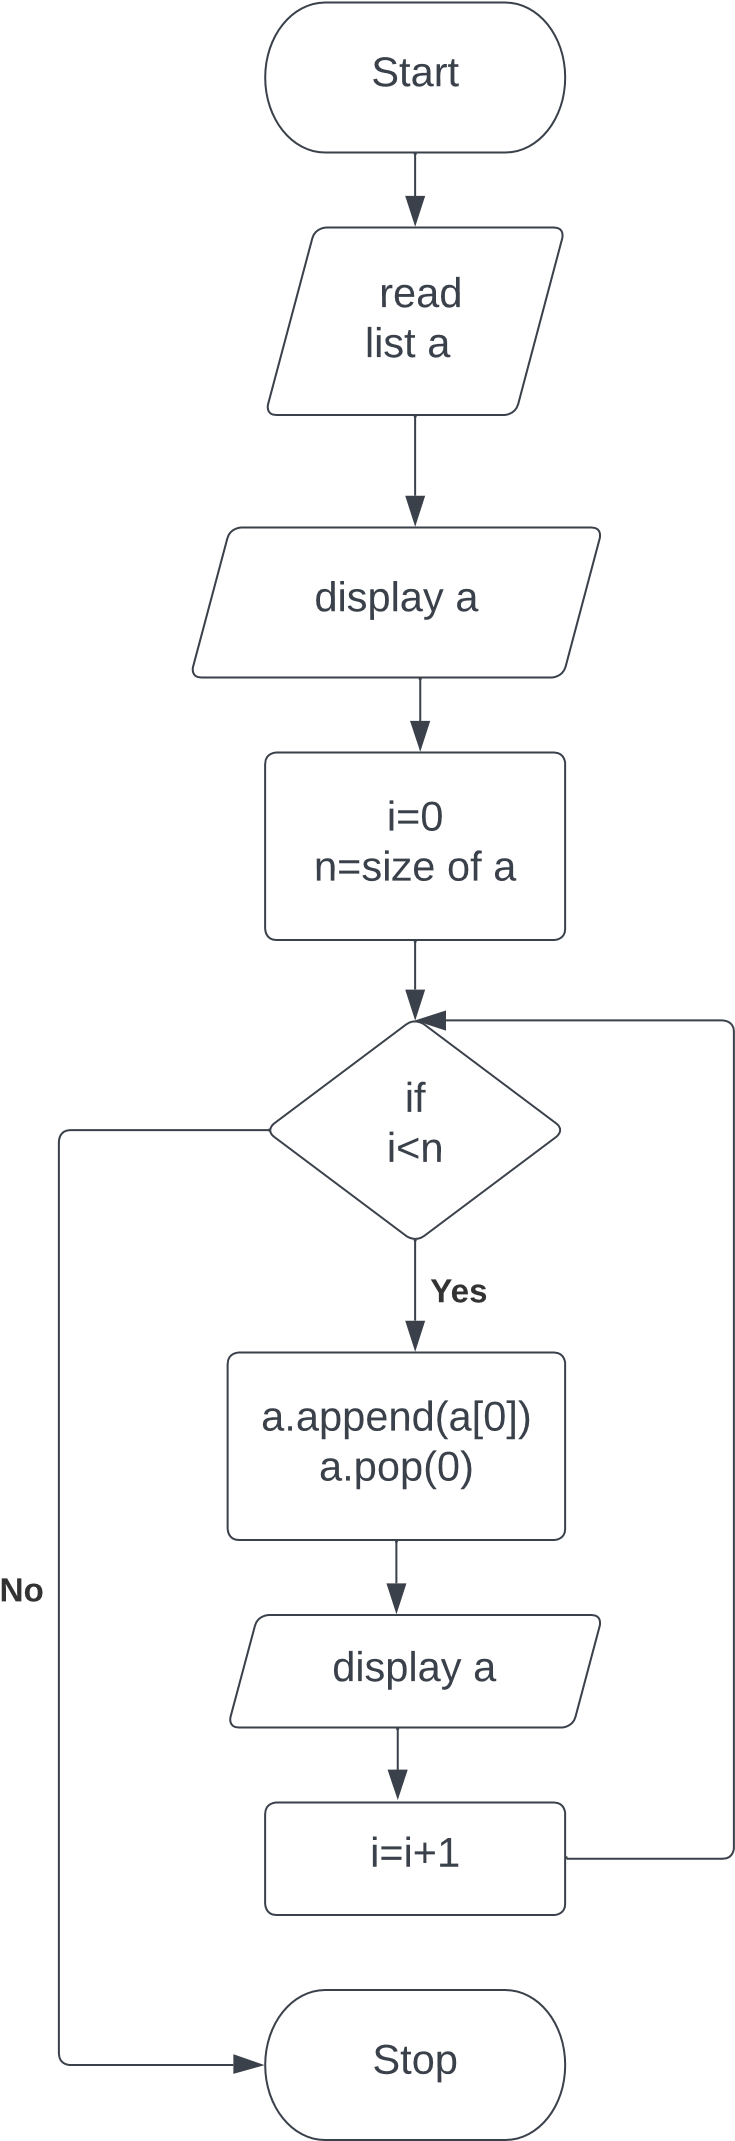 Start
read
list a
display a
i=0
n=size of a
if
i<n
Yes
a.append(a[0])
a.pop(0)
No
display a
i=i+1
Stop